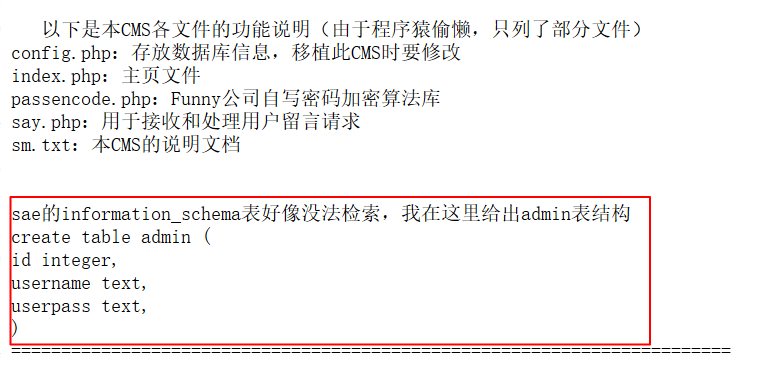 以下是本CMS各文件的功能说明（由于程序猿偷懒，只列了部分文件）
config.php：存放数据库信息，移植此CMS时要修改
index.php：主页文件
passencode.php：Funny公司自写密码加密算法库
say.php：用于接收和处理用户留言请求
sm.txt：本CMS的说明文档
sae的information_schema表好像没法检索，我在这里给出admin表结构
create table admin (
id integer,
username text,
userpass text,
)
========================================================================